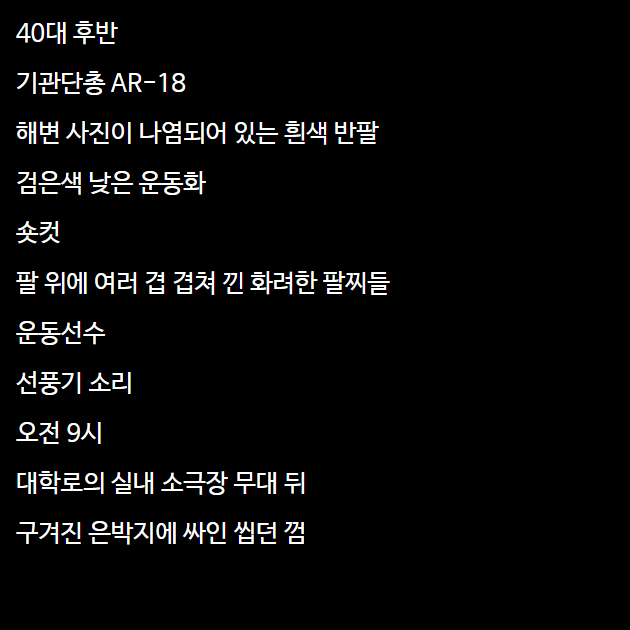 40대 후반
기관단총 AR-18
해변 사진이 나염되어 있는 흰색 반팔
검은색 낮은 운동화
숏컷
팔 위에 여러 겹 겹쳐 낀 화려한 팔찌들
운동선수
선풍기 소리
오전 9시
대학로의 실내 소극장 무대 뒤
구겨진 은박지에 싸인 씹던 껌